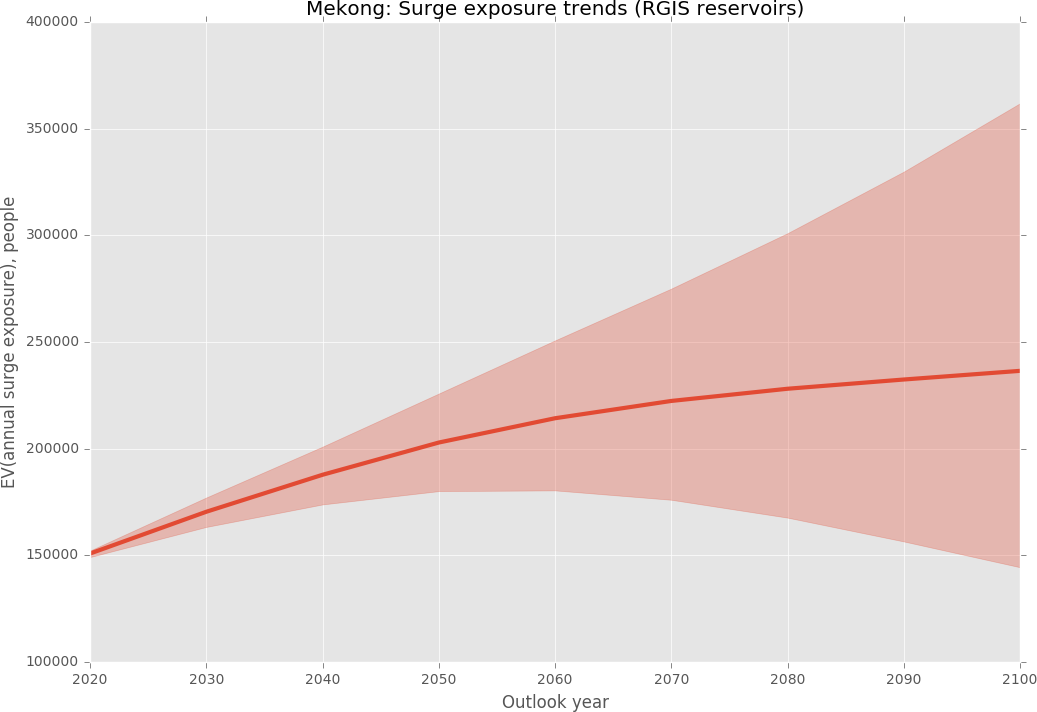 Mekong: Surge exposure trends (RGIS reservoirs)
EV(annual surge exposure), people
400000
350000
300000
250000
200000
150000
100000
2020 2030 2040 2050 2060 2070 2080 2090 2100
Outlook year